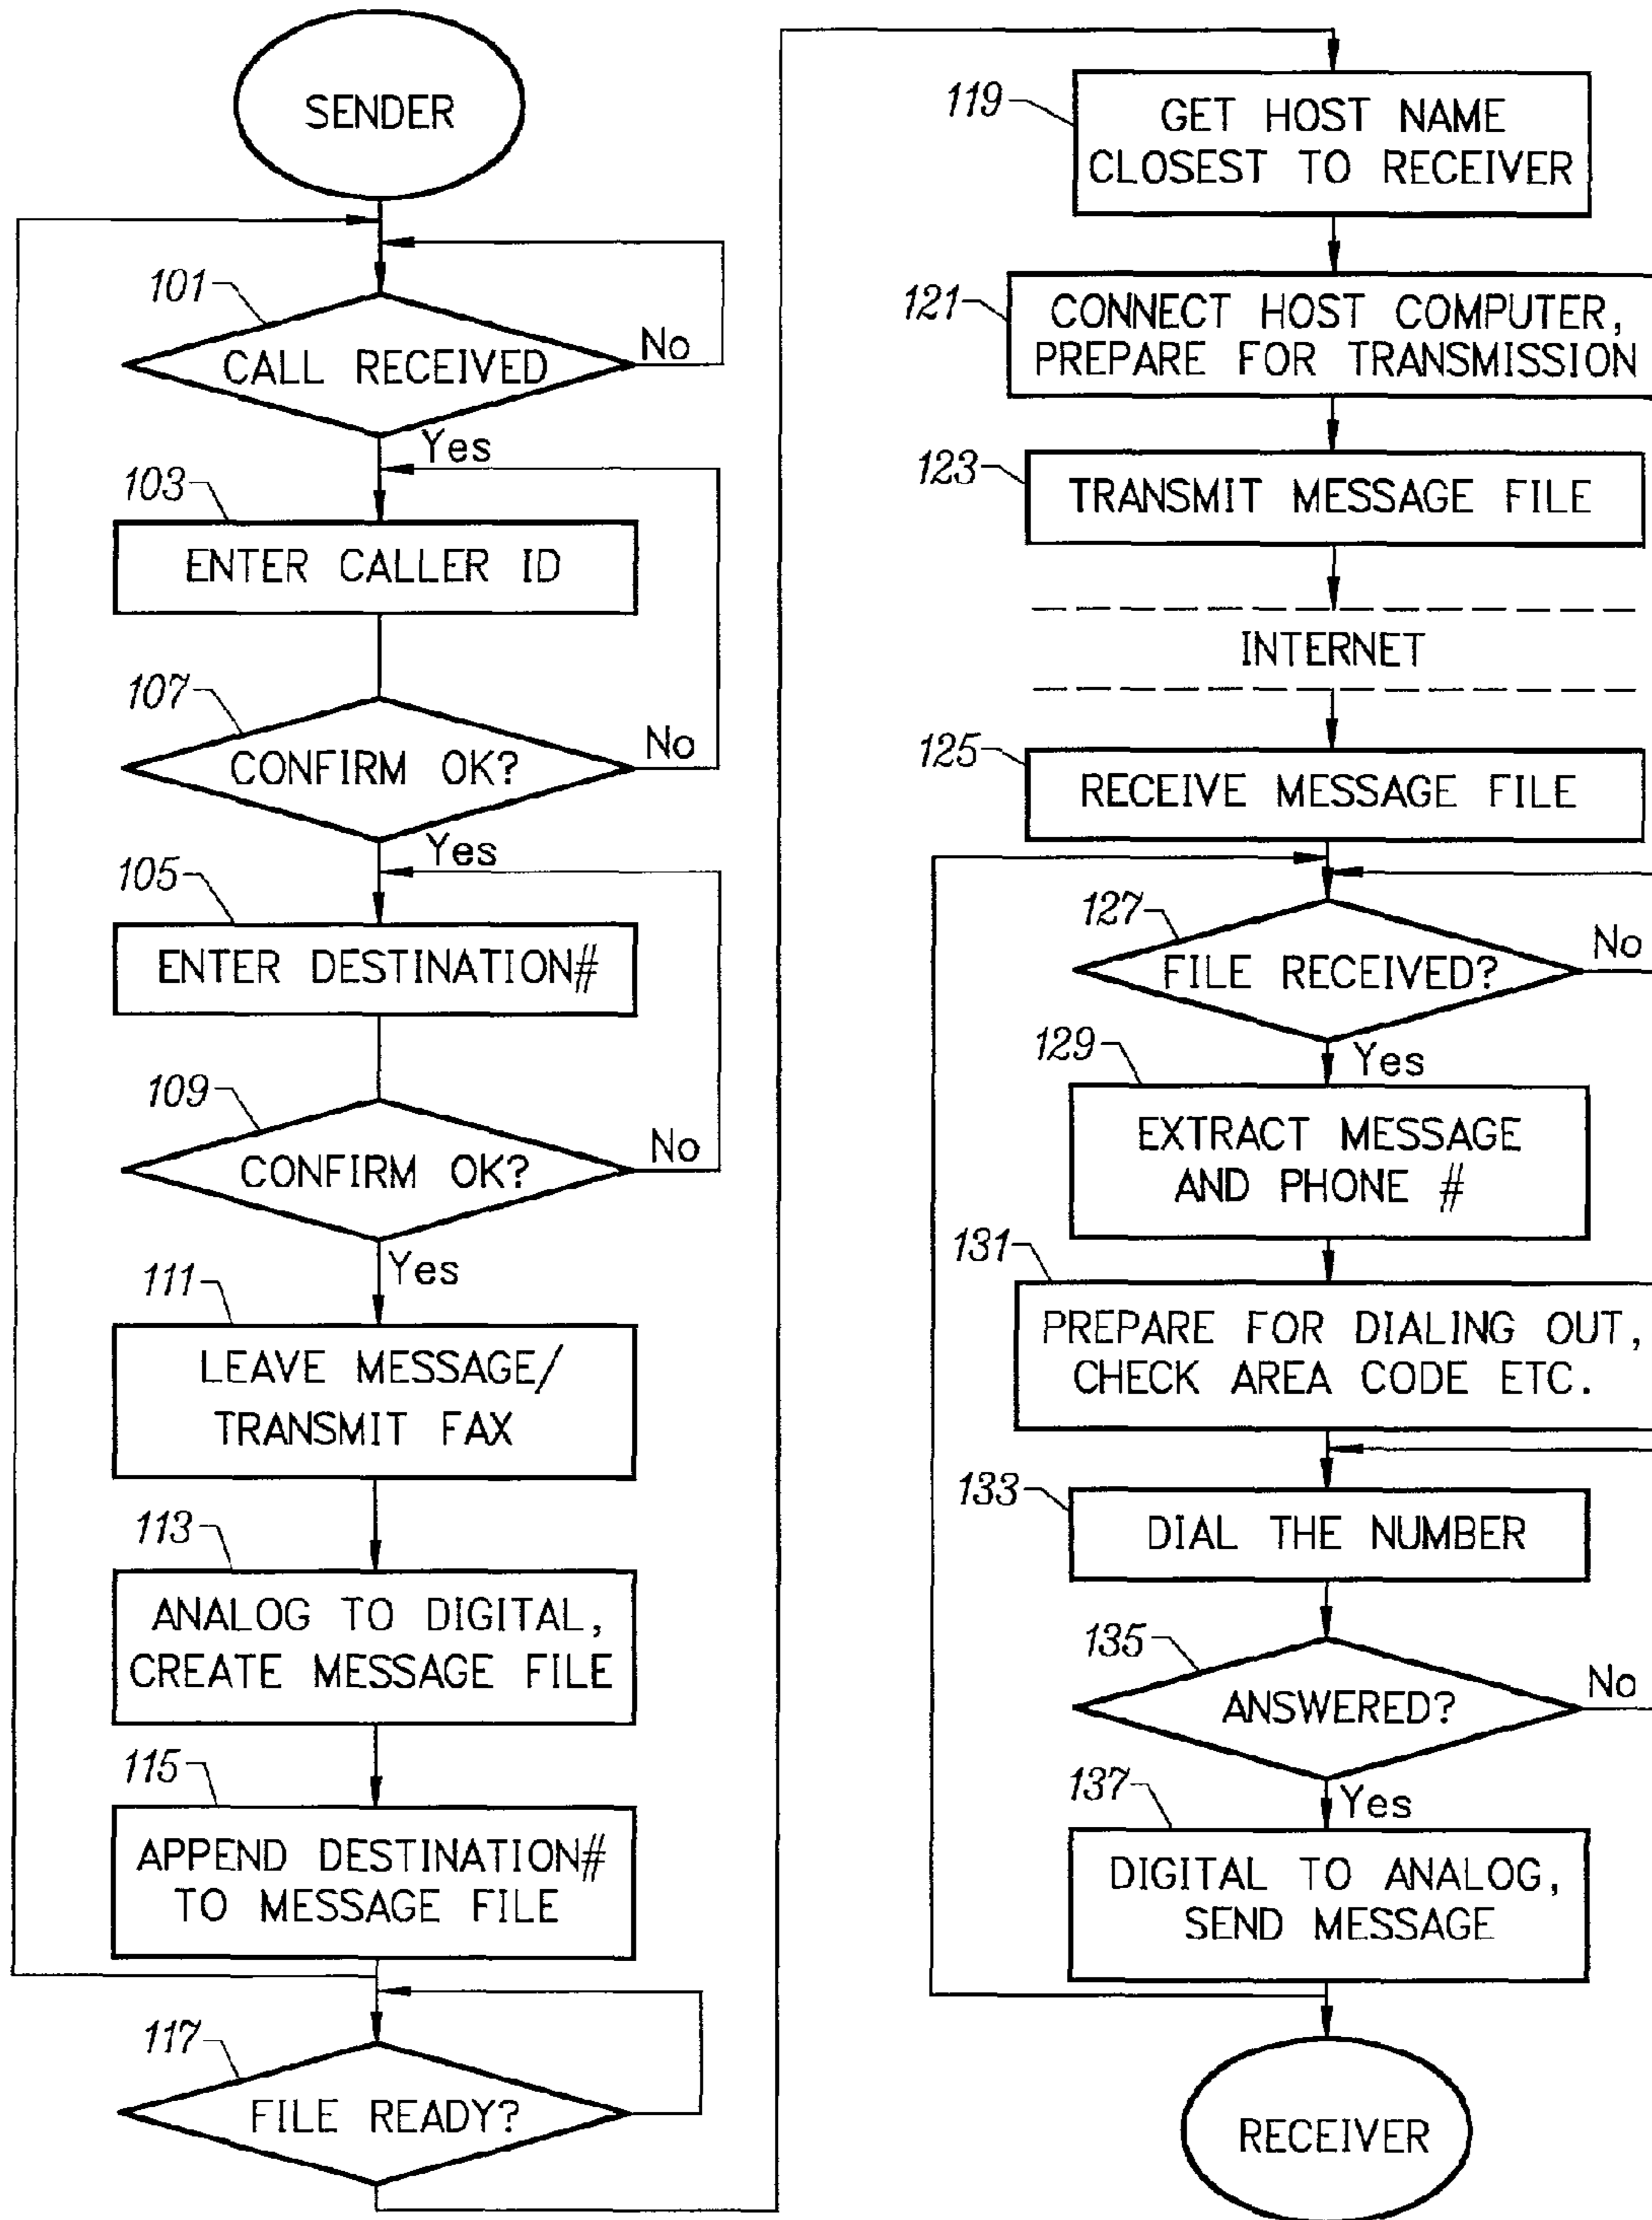 SENDER
101
CALL RECEIVED
No
Yes
103
ENTER CALLER ID
107
CONFIRM OK?
No
Yes
105
ENTER DESTINATION#
109
CONFIRM OK?
No
Yes
111
LEAVE MESSAGE/
TRANSMIT FAX
113
ANALOG TO DIGITAL,
CREATE MESSAGE FILE
115
APPEND DESTINATION#
TO MESSAGE FILE
117
FILE READY?
119
GET HOST NAME
CLOSEST TO RECEIVER
121
CONNECT HOST COMPUTER,
PREPARE FOR TRANSMISSION
123
TRANSMIT MESSAGE FILE
INTERNET
125
RECEIVE MESSAGE FILE
127
FILE RECEIVED?
No
Yes
129
EXTRACT MESSAGE
AND PHONE #
131
PREPARE FOR DIALING OUT,
CHECK AREA CODE ETC.
133
DIAL THE NUMBER
135
ANSWERED?
No
Yes
137
DIGITAL TO ANALOG,
SEND MESSAGE
RECEIVER